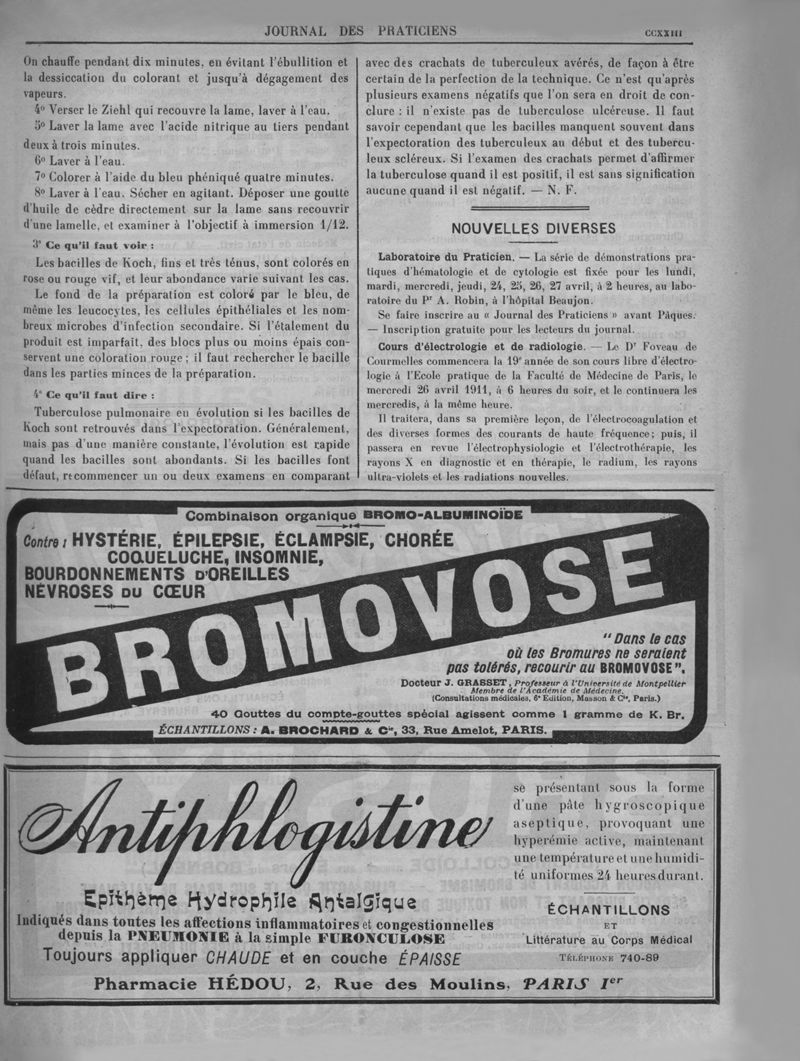 JOURNAL DES PRATICIENS
CCXXIII
On chauffe pendant dix minutes, en évitant l'ébullition et
la dessiccation du colorant et jusqu'à dégagement des
vapeurs.
4º Verser le Ziehl qui recouvre la lame, laver à l'eau.
5º Laver la lame avec l'acide nitrique au tiers pendant
deux à trois minutes.
6º Laver à l'eau.
7º Colorer à l'aide du bleu phéniqué quatre minutes.
8º Laver à l'eau. Sécher en agitant. Déposer une goutte
d'huile de cèdre directement sur la lame sans recouvrir
d'une lamelle, et examiner à l'objectif à immersion 1/12.
3º Ce qu'il faut voir :
Les bacilles de Koch, fins et très ténus, sont colorés en
rose ou rouge vif, et leur abondance varie suivant les cas.
Le fond de la préparation est coloré par le bleu, de
même les leucocytes, les cellules épithéliales et les nom-
breux microbes d'infection secondaire. Si l'étalement du
produit est imparfait, des blocs plus ou moins épais con-
servent une coloration rouge ; il faut rechercher le bacille
dans les parties minces de la préparation.
4º Ce qu'il faut dire :
Tuberculose pulmonaire en évolution si les bacilles de
Koch sont retrouvés dans l'expectoration. Généralement,
mais pas d'une manière constante, l'évolution est rapide
quand les bacilles sont abondants. Si les bacilles font
défaut, recommencer un ou deux examens en comparant
avec des crachats de tuberculeux avérés, de façon à être
certain de la perfection de la technique. Ce n'est qu'après
plusieurs examens négatifs que l'on sera en droit de con-
clure : il n'existe pas de tuberculose ulcéreuse. Il faut
savoir cependant que les bacilles manquent souvent dans
l'expectoration des tuberculeux au début et des tubercu-
leux scléreux. Si l'examen des crachats permet d'affirmer
la tuberculose quand il est positif, il est sans signification
aucune quand il est négatif. — N. F.
NOUVELLES DIVERSES
Laboratoire du Praticien. — La série de démonstrations pra-
tiques d'hématologie et de cytologie est fixée pour les lundi,
mardi, mercredi, jeudi, 24, 25, 26, 27 avril, à 2 heures, au labo-
ratoire du Pr A. Robin, à l'hôpital Beaujon.
Se faire inscrire au « Journal des Praticiens » avant Pâques.
— Inscription gratuite pour les lecteurs du journal.
Cours d'électrologie et de radiologie. — Le Dr Foveau de
Courmelles commencera la 19e année de son cours libre d'électro-
logie à l'Ecole pratique de la Faculté de Médecine de Paris, le
mercredi 26 avril 1911, à 6 heures du soir, et le continuera les
mercredis, à la même heure.
Il traitera, dans sa première leçon, de l'électrocoagulation et
des diverses formes des courants de haute fréquence; puis, il
passera en revue l'électrophysiologie et l'électrothérapie, les
rayons X en diagnostic et en thérapie, le radium, les rayons
ultra-violets et les radiations nouvelles.
Combinaison organique BROMO-ALBUMINOÏDE
Contre : HYSTÉRIE, ÉPILEPSIE, ÉCLAMPSIE, CHORÉE
COQUELUCHE, INSOMNIE,
BOURDONNEMENTS D'OREILLES
NÉVROSES DU CŒUR
BROMOVOSE
"Dans le cas
où les Bromures ne seraient
pas tolérés, recourir au BROMOVOSE",
Docteur J. GRASSET, Professeur à l'Université de Montpellier
Membre de l'Académie de Médecine.
(Consultations médicales, 6e Edition, Masson & Cie, Paris.)
40 Gouttes du compte-gouttes spécial agissent comme 1 gramme de K. Br.
ÉCHANTILLONS : A. BROCHARD & Cie, 33, Rue Amelot, PARIS.
Antiphlogistine
Epithème Hydrophile Antalgique
Indiqués dans toutes les affections inflammatoires et congestionnelles
depuis la PNEUMONIE à la simple FURONCULOSE
Toujours appliquer CHAUDE et en couche ÉPAISSE
se présentant sous la forme
d'une pâte hygroscopique
aseptique, provoquant une
hyperémie active, maintenant
une température et une humidi-
té uniformes 24 heures durant.
ÉCHANTILLONS
ET
Littérature au Corps Médical
TÉLÉPHONE 740-89
Pharmacie HÉDOU, 2, Rue des Moulins, PARIS Ier